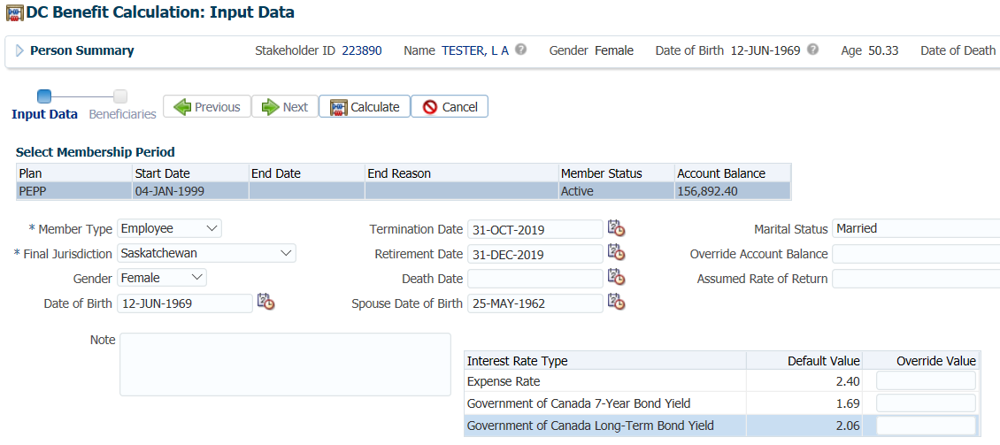 DC Benefit Calculation: Input Data
Person Summary Stakeholder ID 223890 Name TESTER, L A Gender Female Date of Birth 12-JUN-1969 Age 50.33 Date of Death
Input Data Beneficiaries Previous Next Calculate Cancel
Select Membership Period
Plan Start Date End Date End Reason Member Status Account Balance
PEPP 04-JAN-1999 Active 156,892.40
* Member Type Employee Termination Date 31-OCT-2019 Marital Status Married
* Final Jurisdiction Saskatchewan Retirement Date 31-DEC-2019 Override Account Balance
Gender Female Death Date Assumed Rate of Return
Date of Birth 12-JUN-1969 Spouse Date of Birth 25-MAY-1962
Note
Interest Rate Type Default Value Override Value
Expense Rate 2.40
Government of Canada 7-Year Bond Yield 1.69
Government of Canada Long-Term Bond Yield 2.06